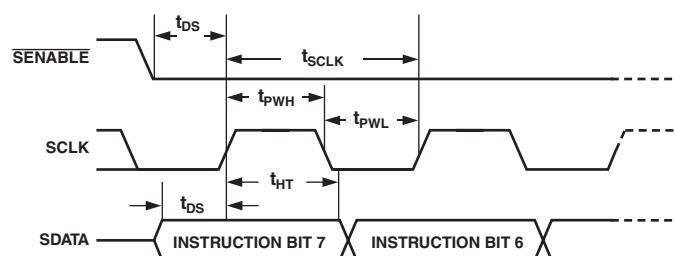 tDS
SENABLE
tSCLK
tPWH
tPWL
SCLK
tHT
tDS
SDATA
INSTRUCTION BIT 7
INSTRUCTION BIT 6